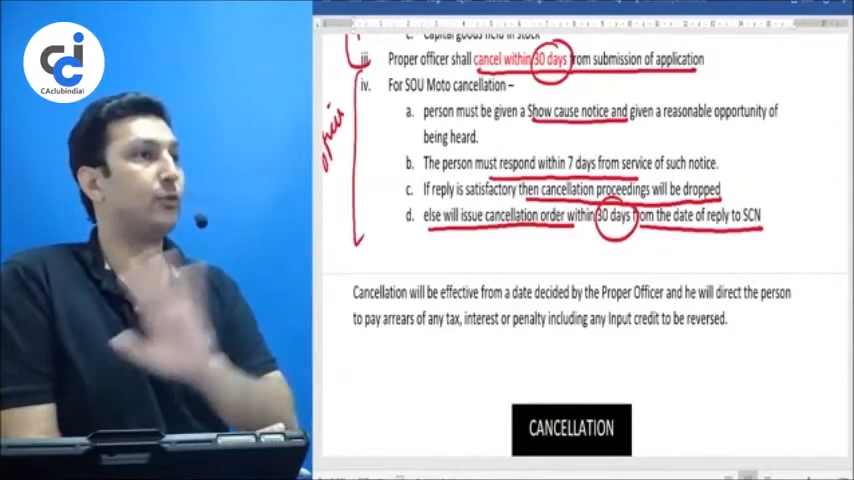 CAclubindia
c. Capital goods held in stock
iii. Proper officer shall cancel within 30 days from submission of application
iv. For SOU Moto cancellation –
a. person must be given a Show cause notice and given a reasonable opportunity of
being heard.
b. The person must respond within 7 days from service of such notice.
c. If reply is satisfactory then cancellation proceedings will be dropped
d. else will issue cancellation order within 30 days from the date of reply to SCN
Cancellation will be effective from a date decided by the Proper Officer and he will direct the person
to pay arrears of any tax, interest or penalty including any Input credit to be reversed.
CANCELLATION